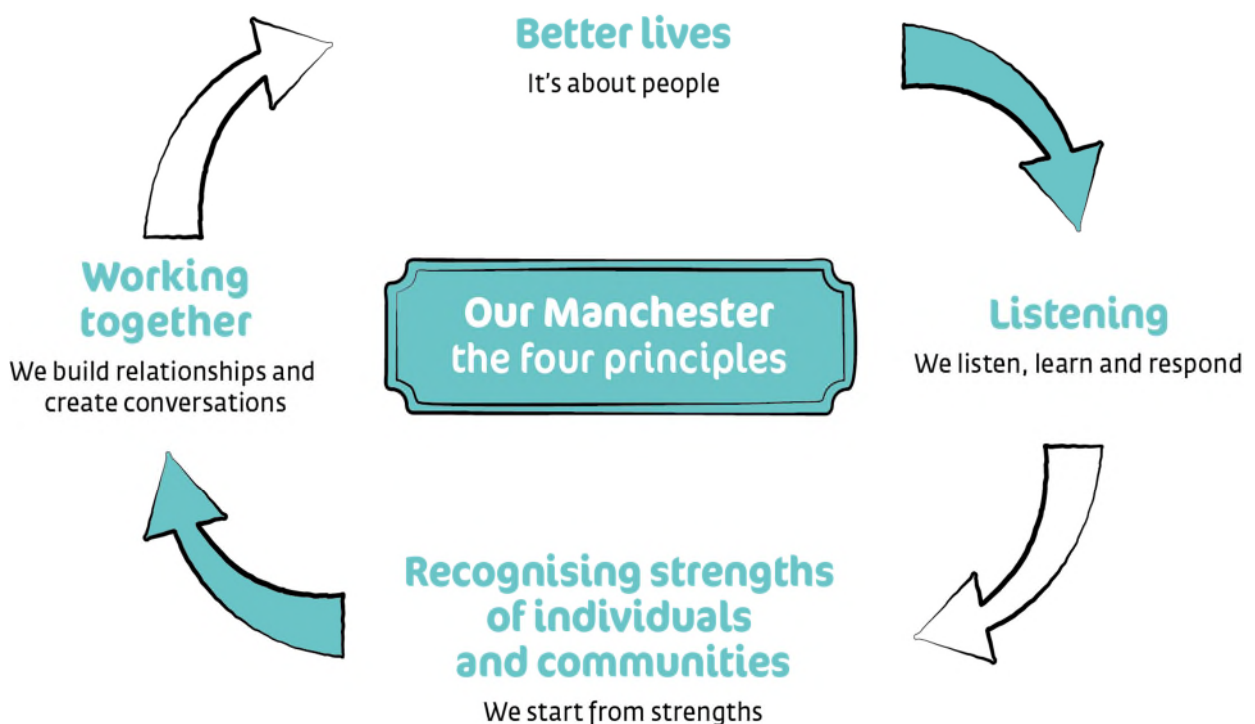 Better lives
It's about people
Our Manchester
the four principles
Listening
We listen, learn and respond
Recognising strengths
of individuals
and communities
We start from strengths
Working
together
We build relationships and
create conversations